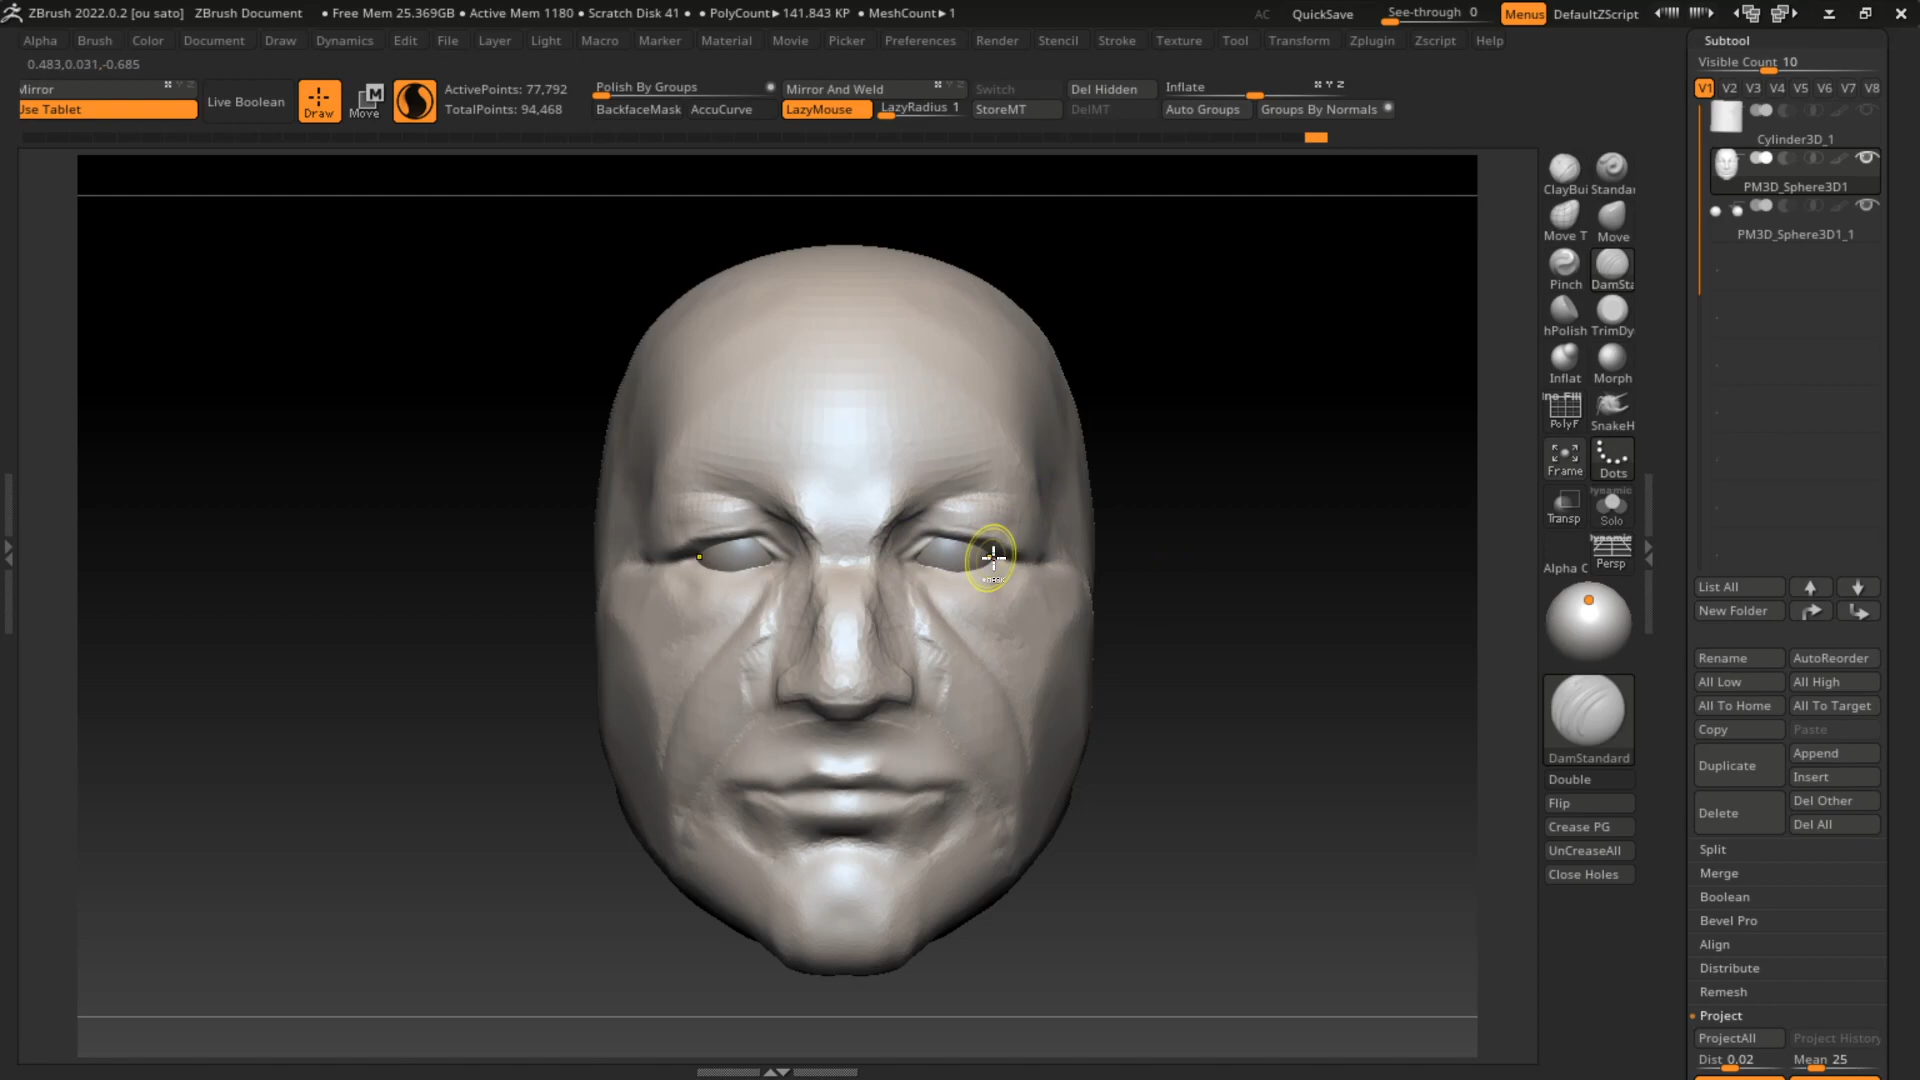 ZBrush 2022.0.2 [ou sato] ZBrush Document • Free Mem 25.369GB • Active Mem 1180 • Scratch Disk 41 • • PolyCount▸ 141.843 KP • MeshCount▸ 1 AC QuickSave See-through 0 Menus DefaultZScript
Alpha Brush Color Document Draw Dynamics Edit File Layer Light Macro Marker Material Movie Picker Preferences Render Stencil Stroke Texture Tool Transform Zplugin Zscript Help
0.483,0.031,-0.685
Mirror
Use Tablet
Live Boolean
Draw
Move
ActivePoints: 77,792
TotalPoints: 94,468
Polish By Groups
BackfaceMask AccuCurve
Mirror And Weld
LazyMouse
LazyRadius 1
Switch
StoreMT
Del Hidden
DelMT
Inflate
Auto Groups
Groups By Normals
ClayBui Standar
Move T Move
Pinch DamSta
hPolish TrimDy
Inflat Morph
PolyF SnakeH
Frame Dots
Transp Solo
Persp
Alpha O
DamStandard
Double
Flip
Crease PG
UnCreaseAll
Close Holes
Subtool
Visible Count 10
V1 V2 V3 V4 V5 V6 V7 V8
Cylinder3D_1
PM3D_Sphere3D1
PM3D_Sphere3D1_1
List All
New Folder
Rename AutoReorder
All Low All High
All To Home All To Target
Copy Paste
Duplicate
Append
Insert
Delete
Del Other
Del All
Split
Merge
Boolean
Bevel Pro
Align
Distribute
Remesh
Project
ProjectAll Project History
Dist 0.02 Mean 25